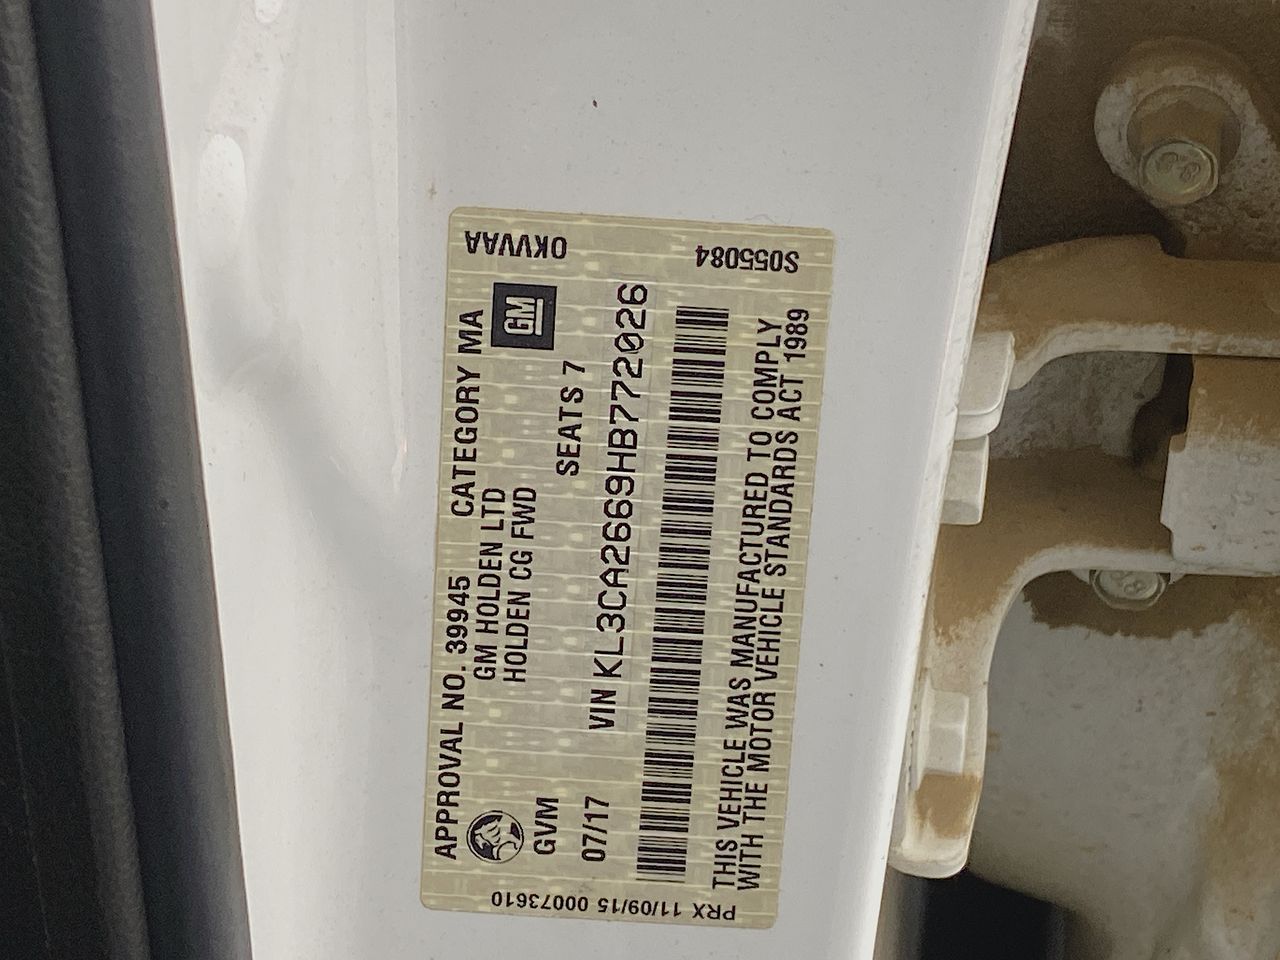 APPROVAL NO. 39945 CATEGORY MA
GM HOLDEN LTD
HOLDEN CG FWD
GM
GVM SEATS 7
07/17 VIN KL3CA2669HB772026
THIS VEHICLE WAS MANUFACTURED TO COMPLY
WITH THE MOTOR VEHICLE STANDARDS ACT 1989
OKVVAA
S055084
PRX 11/09/15 00073610